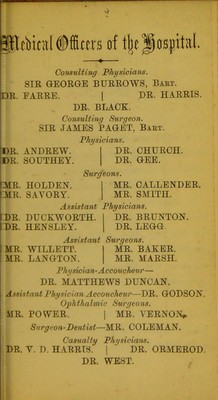 Medical Officers of the Hospital.
Consulting Physicians.
SIR GEORGE BURROWS, BART.
DR. FARRE. | DR. HARRIS.
DR. BLACK.
Consulting Surgeon.
SIR JAMES PAGET, BART.
Physicians.
DR. ANDREW. | DR. CHURCH.
DR. SOUTHEY. | DR. GEE.
Surgeons.
MR. HOLDEN. | MR. CALLENDER.
MR. SAVORY. | MR. SMITH.
Assistant Physicians.
DR. DUCKWORTH. | DR. BRUNTON.
DR. HENSLEY. | DR. LEGG.
Assistant Surgeons.
MR. WILLETT. | MR. BAKER.
MR. LANGTON. | MR. MARSH.
Physician-Accoucheur—
DR. MATTHEWS DUNCAN.
Assistant Physician Accoucheur—DR. GODSON.
Ophthalmic Surgeons.
MR. POWER. | MR. VERNON.
Surgeon-Dentist—MR. COLEMAN.
Casualty Physicians.
DR. V. D. HARRIS. | DR. ORMEROD.
DR. WEST.